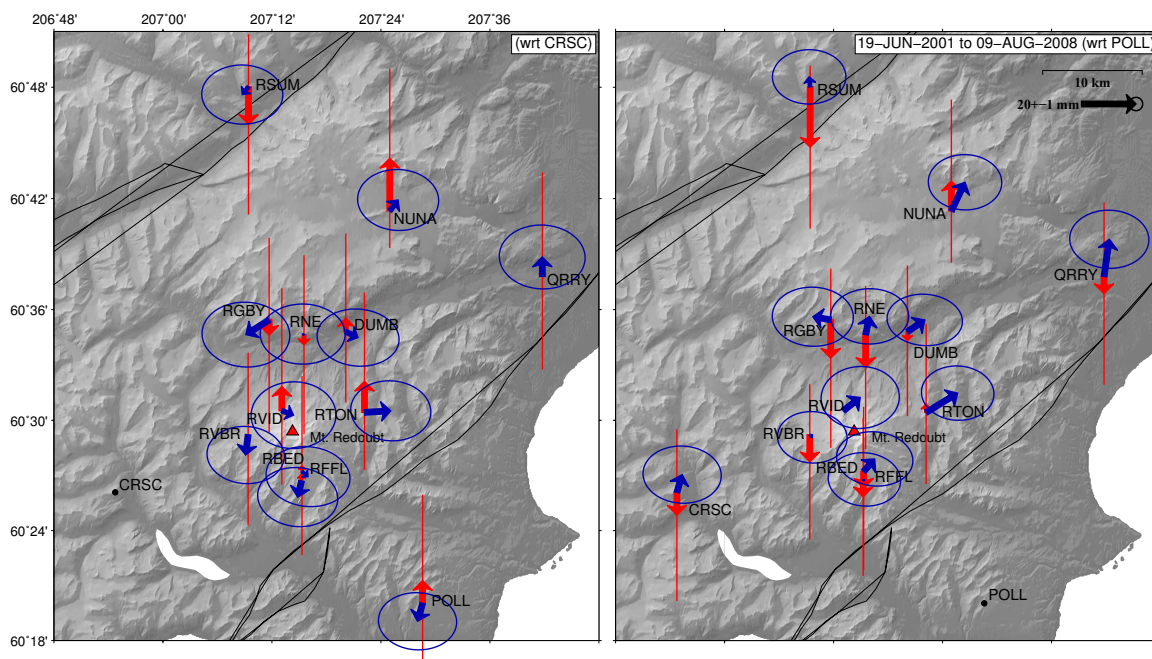 206˚48' 207˚00' 207˚12' 207˚24' 207˚36'
(wrt CRSC)
19−JUN−2001 to 09−AUG−2008 (wrt POLL)
60˚48'
60˚42'
60˚36'
60˚30'
60˚24'
60˚18'
RSUM
NUNA
QRRY
RGBY
RNE
DUMB
RVID
RTON
Mt. Redoubt
RVBR
RBED
RFFL
CRSC
POLL
RSUM
10 km
20+−1 mm
NUNA
QRRY
RGBY
RNE
DUMB
RVID
RTON
Mt. Redoubt
RVBR
RBED
RFFL
CRSC
POLL